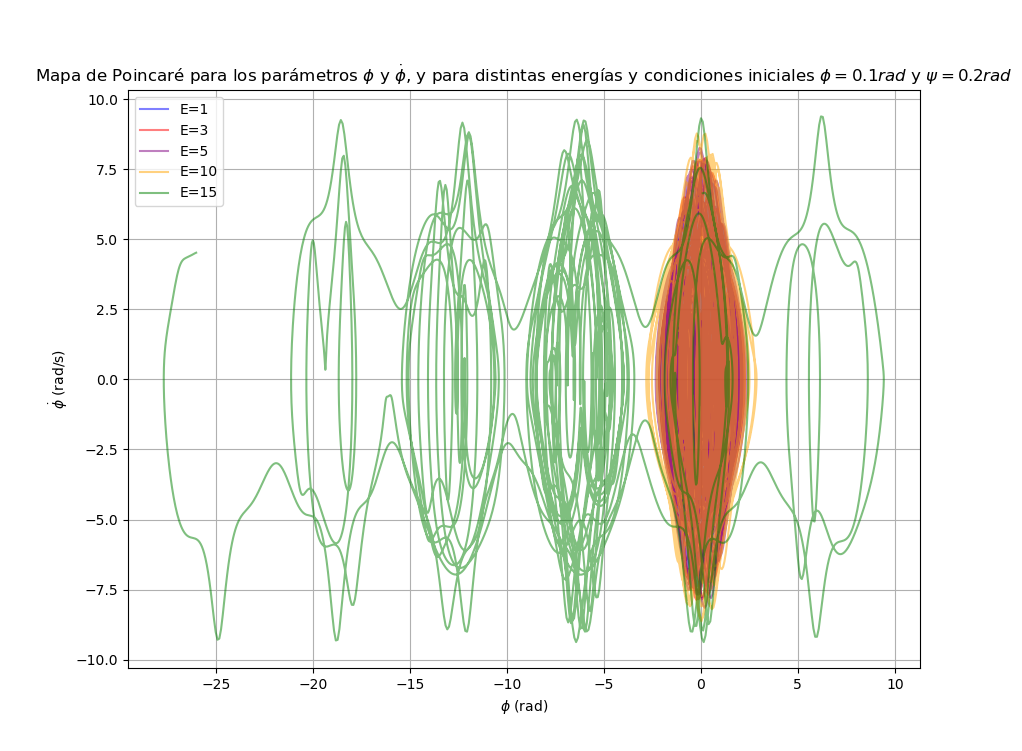 Mapa de Poincaré para los parámetros ϕ y ϕ̇, y para distintas energías y condiciones iniciales ϕ = 0.1rad y ψ = 0.2rad
E=1
E=3
E=5
E=10
E=15
10.0
7.5
5.0
2.5
0.0
−2.5
−5.0
−7.5
−10.0
ϕ̇ (rad/s)
−25
−20
−15
−10
−5
0
5
10
ϕ (rad)